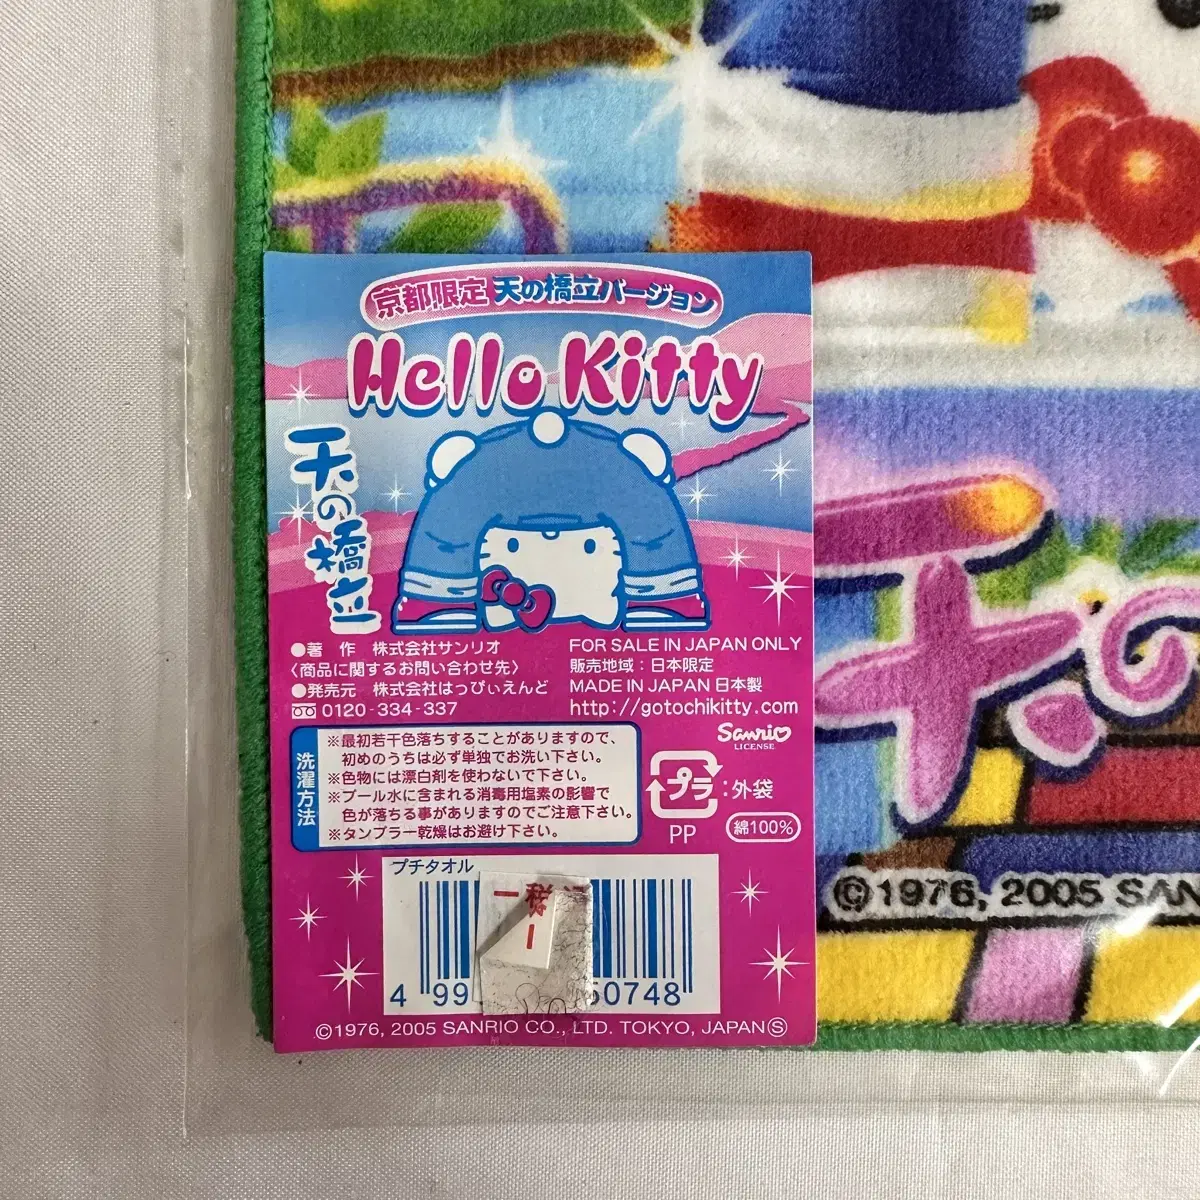 京都限定 天の橋立バージョン
Hello Kitty
天の橋立
●著 作 株式会社サンリオ
〈商品に関するお問い合わせ先〉
●発売元 株式会社はっぴぃえんど
0120-334-337
FOR SALE IN JAPAN ONLY
販売地域：日本限定
MADE IN JAPAN 日本製
http://gotochikitty.com
Sanrio
LICENSE
洗濯方法
※最初若干色落ちすることがありますので、
初めのうちは必ず単独でお洗い下さい。
※色物には漂白剤を使わないで下さい。
※プール水に含まれる消毒用塩素の影響で
色が落ちる事がありますのでご注意下さい。
※タンブラー乾燥はお避け下さい。
プラ：外袋
PP
綿100%
プチタオル
4 99
50748
©1976, 2005 SANRIO CO., LTD. TOKYO, JAPAN Ⓢ
天の
©1976, 2005 SAN